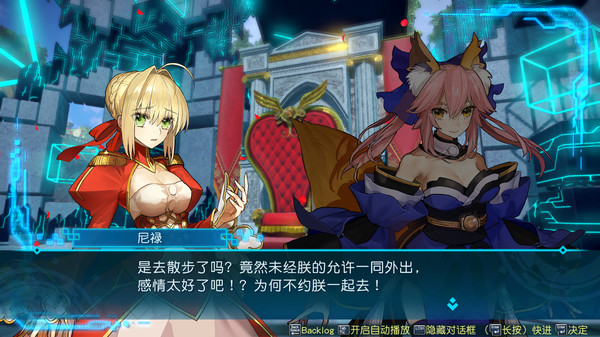 尼禄
是去散步了吗？竟然未经朕的允许一同外出，
感情太好了吧！？为何不约朕一起去！
Backlog 开启自动播放 隐藏对话框 （长按）快进 决定